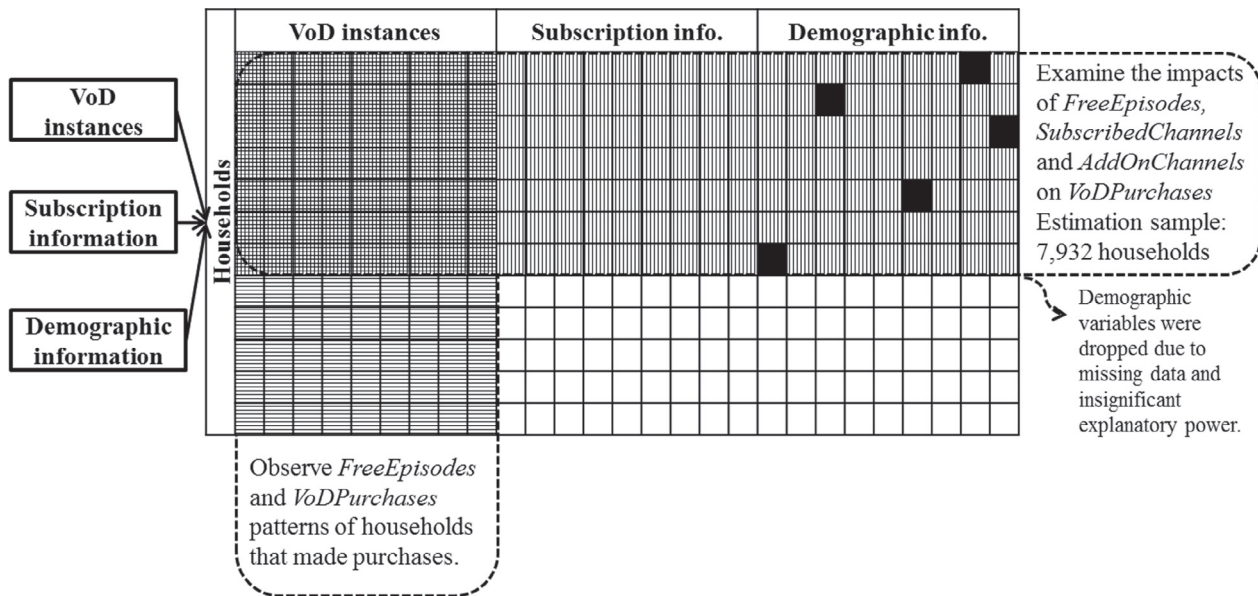 VoD instances
Subscription info.
Demographic info.
VoD
instances
Subscription
information
Demographic
information
Households
Examine the impacts
of FreeEpisodes,
SubscribedChannels
and AddOnChannels
on VoDPurchases
Estimation sample:
7,932 households
Demographic
variables were
dropped due to
missing data and
insignificant
explanatory power.
Observe FreeEpisodes
and VoDPurchases
patterns of households
that made purchases.